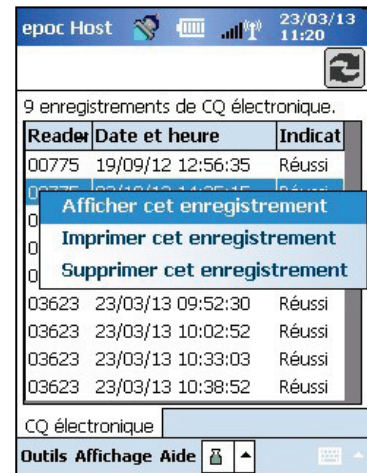 epoc Host 23/03/13
11:20
9 enregistrements de CQ électronique.
Reader Date et heure Indicat
00775 19/09/12 12:56:35 Réussi
Afficher cet enregistrement
Imprimer cet enregistrement
Supprimer cet enregistrement
03623 23/03/13 09:52:30 Réussi
03623 23/03/13 10:02:52 Réussi
03623 23/03/13 10:33:03 Réussi
03623 23/03/13 10:38:52 Réussi
CQ électronique
Outils Affichage Aide